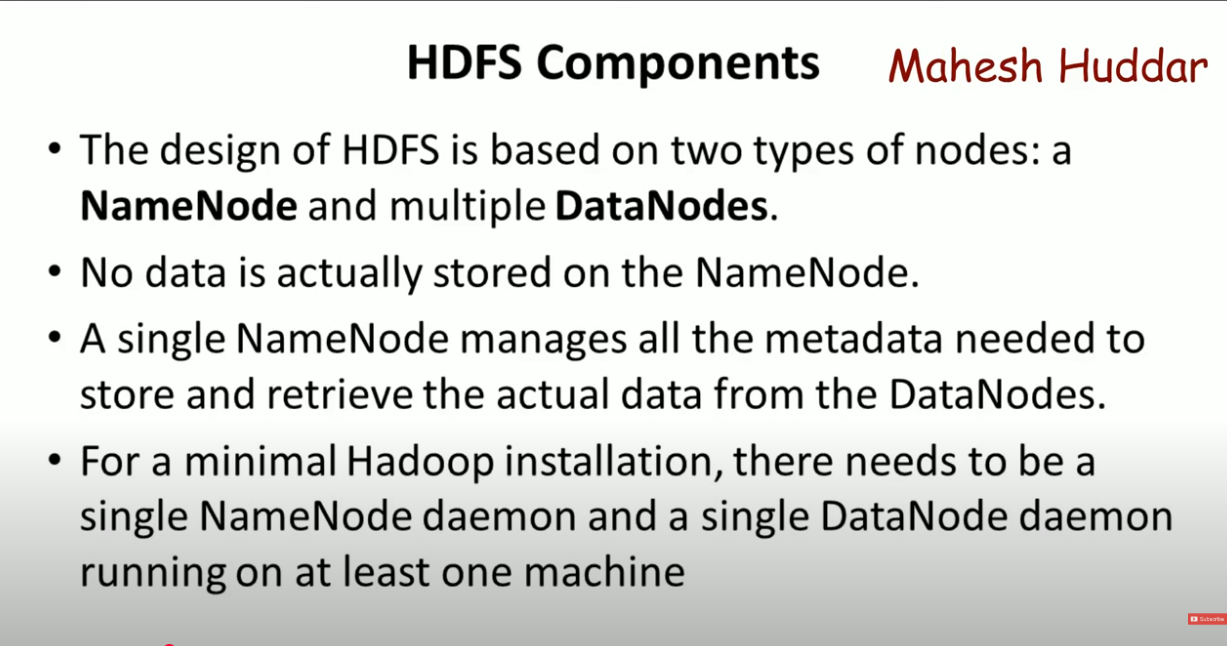 HDFS Components
Mahesh Huddar
• The design of HDFS is based on two types of nodes: a
NameNode and multiple DataNodes.
• No data is actually stored on the NameNode.
• A single NameNode manages all the metadata needed to
store and retrieve the actual data from the DataNodes.
• For a minimal Hadoop installation, there needs to be a
single NameNode daemon and a single DataNode daemon
running on at least one machine
Subscribe